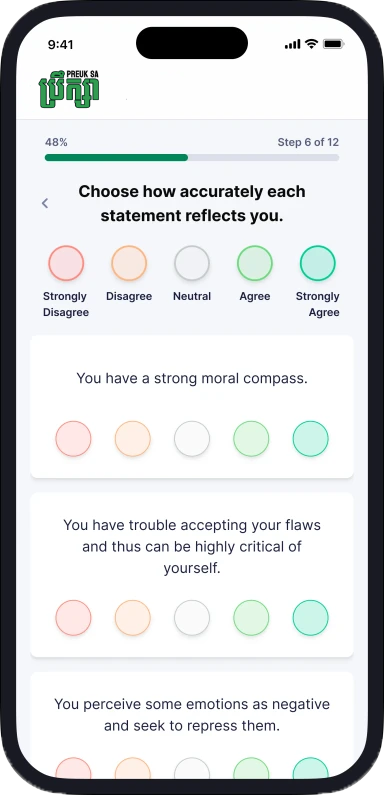 9:41
PREUK SA
ប្រឹក្សា
48%
Step 6 of 12
Choose how accurately each
statement reflects you.
Strongly
Disagree
Disagree
Neutral
Agree
Strongly
Agree
You have a strong moral compass.
You have trouble accepting your flaws
and thus can be highly critical of
yourself.
You perceive some emotions as negative
and seek to repress them.